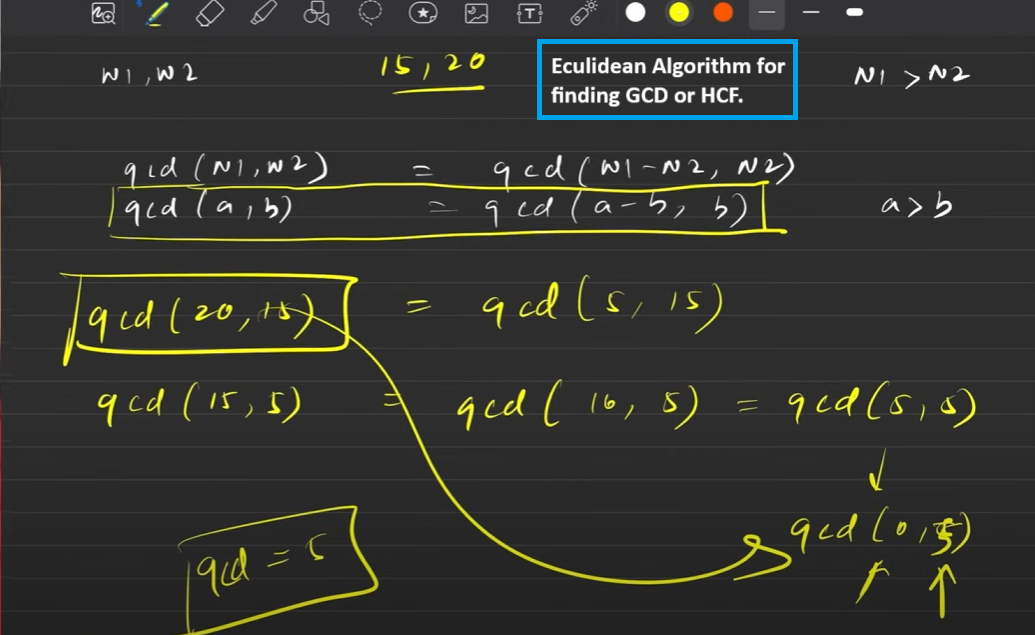 N1, N2 15, 20 Eculidean Algorithm for N1 > N2
finding GCD or HCF.
gcd (N1, N2) = gcd (N1-N2, N2)
gcd (a, b) = gcd (a-b, b) a>b
gcd (20, 15) = gcd (5, 15)
gcd (15, 5) = gcd ( 10, 5) = gcd (5, 5)
gcd (0, 5)
gcd = 5